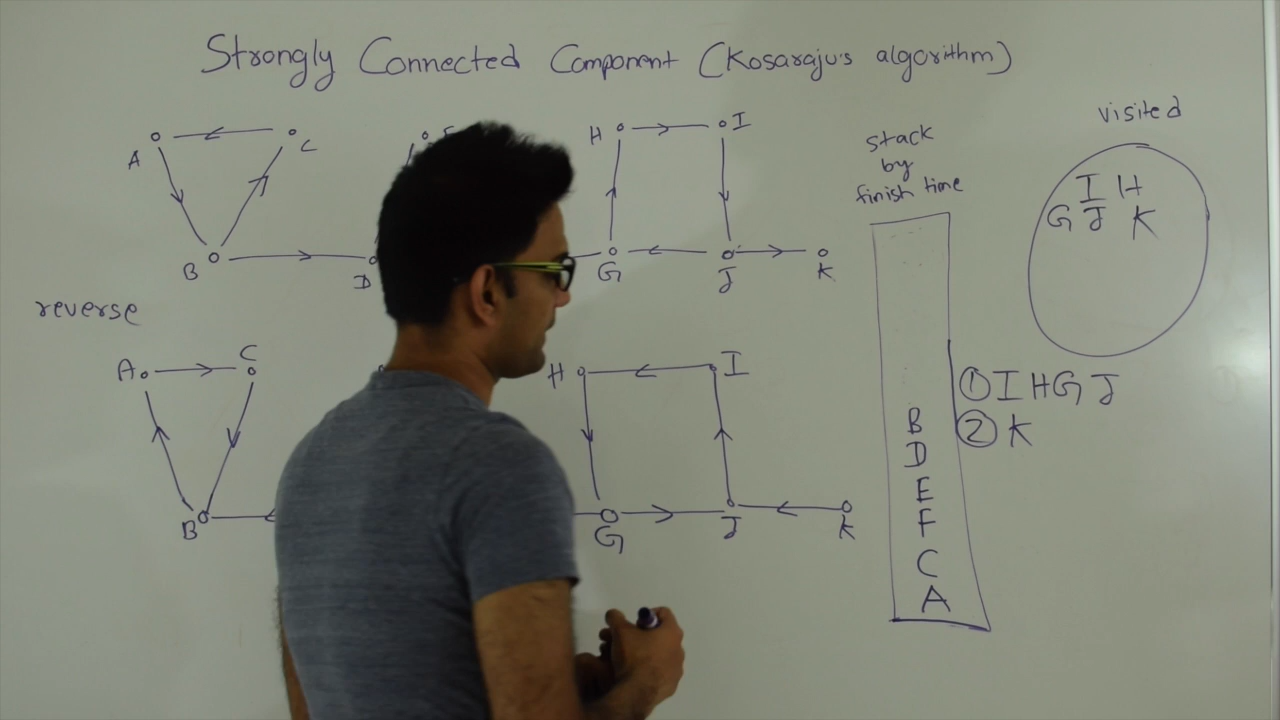 Strongly Connected Component (Kosaraju's algorithm)
visited
stack
by
finish time
A
C
B
D
H
I
G
J
K
I H
G J K
reverse
A
C
B
H
I
G
J
K
B
D
E
F
C
A
① I H G J
② K